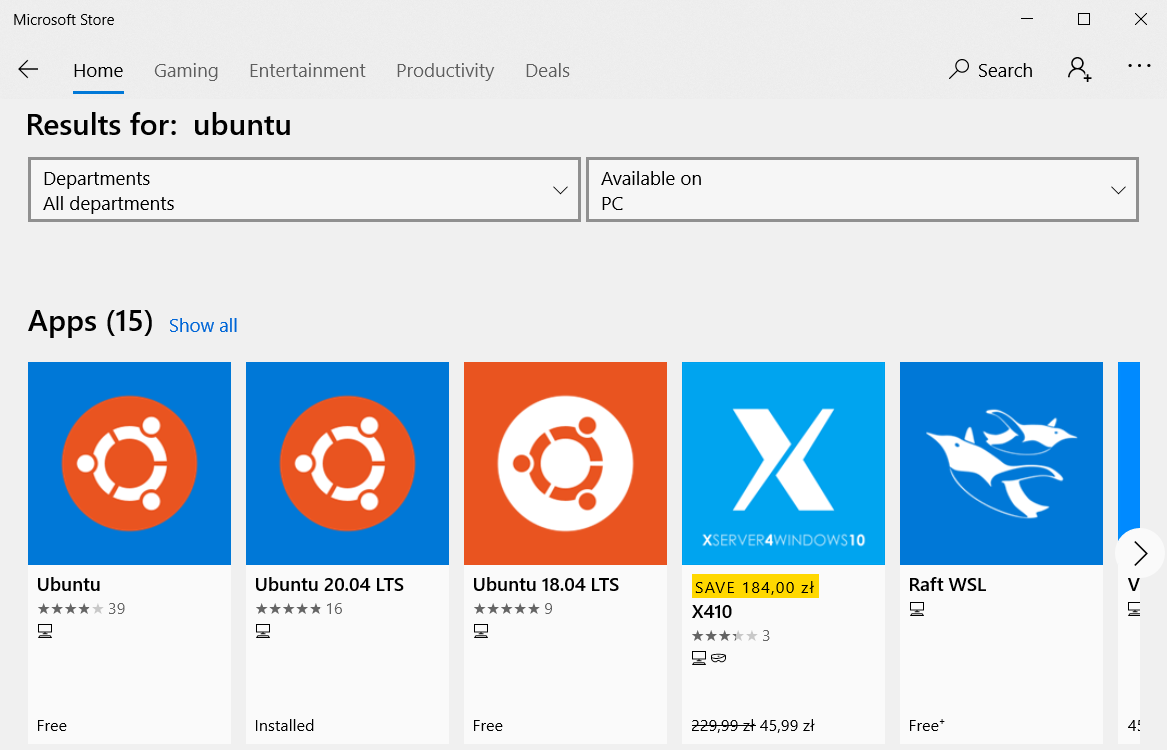 Microsoft Store
Home Gaming Entertainment Productivity Deals Search
Results for: ubuntu
Departments
All departments
Available on
PC
Apps (15) Show all
Ubuntu
39
Free
Ubuntu 20.04 LTS
16
Installed
Ubuntu 18.04 LTS
9
Free
XSERVER4WINDOWS10
SAVE 184,00 zł
X410
3
229,99 zł 45,99 zł
Raft WSL
Free+